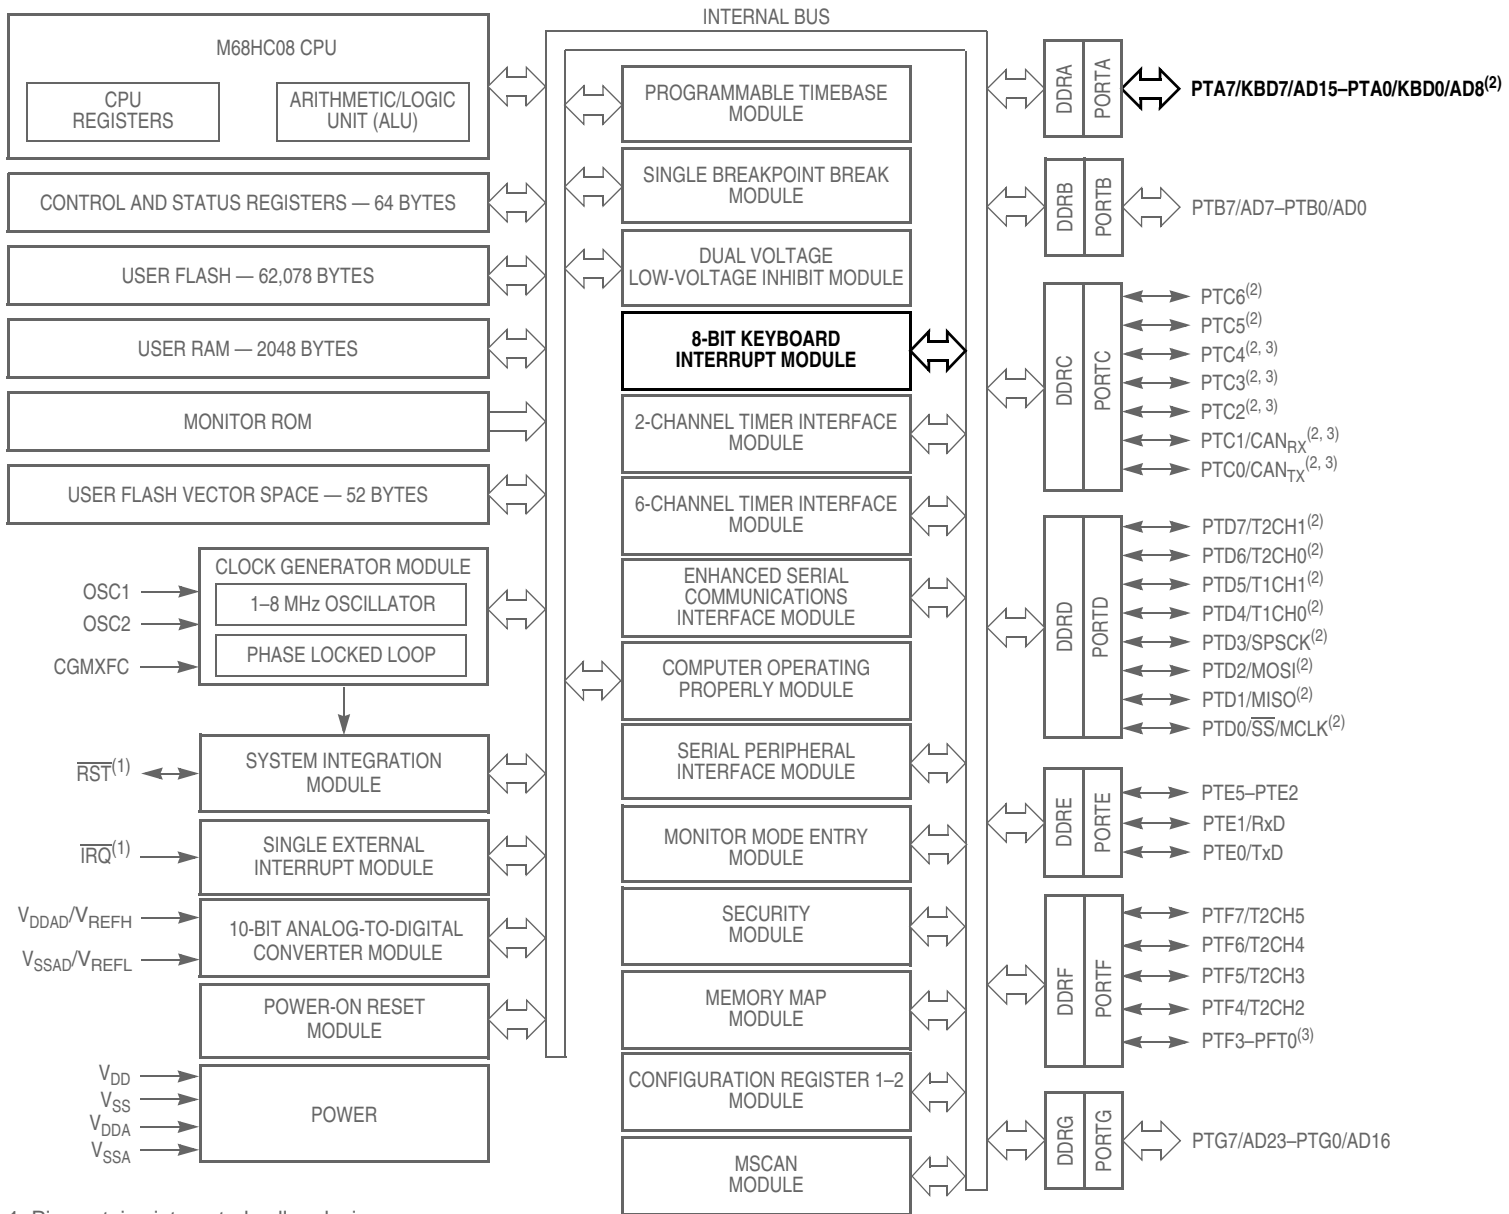 INTERNAL BUS
M68HC08 CPU
CPU
REGISTERS
ARITHMETIC/LOGIC
UNIT (ALU)
CONTROL AND STATUS REGISTERS — 64 BYTES
USER FLASH — 62,078 BYTES
USER RAM — 2048 BYTES
MONITOR ROM
USER FLASH VECTOR SPACE — 52 BYTES
OSC1
OSC2
CGMXFC
CLOCK GENERATOR MODULE
1–8 MHz OSCILLATOR
PHASE LOCKED LOOP
RST(1)
SYSTEM INTEGRATION
MODULE
IRQ(1)
SINGLE EXTERNAL
INTERRUPT MODULE
VDDAD/VREFH
VSSAD/VREFL
10-BIT ANALOG-TO-DIGITAL
CONVERTER MODULE
POWER-ON RESET
MODULE
VDD
VSS
VDDA
VSSA
POWER
PROGRAMMABLE TIMEBASE
MODULE
SINGLE BREAKPOINT BREAK
MODULE
DUAL VOLTAGE
LOW-VOLTAGE INHIBIT MODULE
8-BIT KEYBOARD
INTERRUPT MODULE
2-CHANNEL TIMER INTERFACE
MODULE
6-CHANNEL TIMER INTERFACE
MODULE
ENHANCED SERIAL
COMMUNICATIONS
INTERFACE MODULE
COMPUTER OPERATING
PROPERLY MODULE
SERIAL PERIPHERAL
INTERFACE MODULE
MONITOR MODE ENTRY
MODULE
SECURITY
MODULE
MEMORY MAP
MODULE
CONFIGURATION REGISTER 1–2
MODULE
MSCAN
MODULE
DDRA
PORTA
PTA7/KBD7/AD15–PTA0/KBD0/AD8(2)
DDRB
PORTB
PTB7/AD7–PTB0/AD0
DDRC
PORTC
PTC6(2)
PTC5(2)
PTC4(2, 3)
PTC3(2, 3)
PTC2(2, 3)
PTC1/CANRX(2, 3)
PTC0/CANTX(2, 3)
DDRD
PORTD
PTD7/T2CH1(2)
PTD6/T2CH0(2)
PTD5/T1CH1(2)
PTD4/T1CH0(2)
PTD3/SPSCK(2)
PTD2/MOSI(2)
PTD1/MISO(2)
PTD0/SS/MCLK(2)
DDRE
PORTE
PTE5–PTE2
PTE1/RxD
PTE0/TxD
DDRF
PORTF
PTF7/T2CH5
PTF6/T2CH4
PTF5/T2CH3
PTF4/T2CH2
PTF3–PFT0(3)
DDRG
PORTG
PTG7/AD23–PTG0/AD16